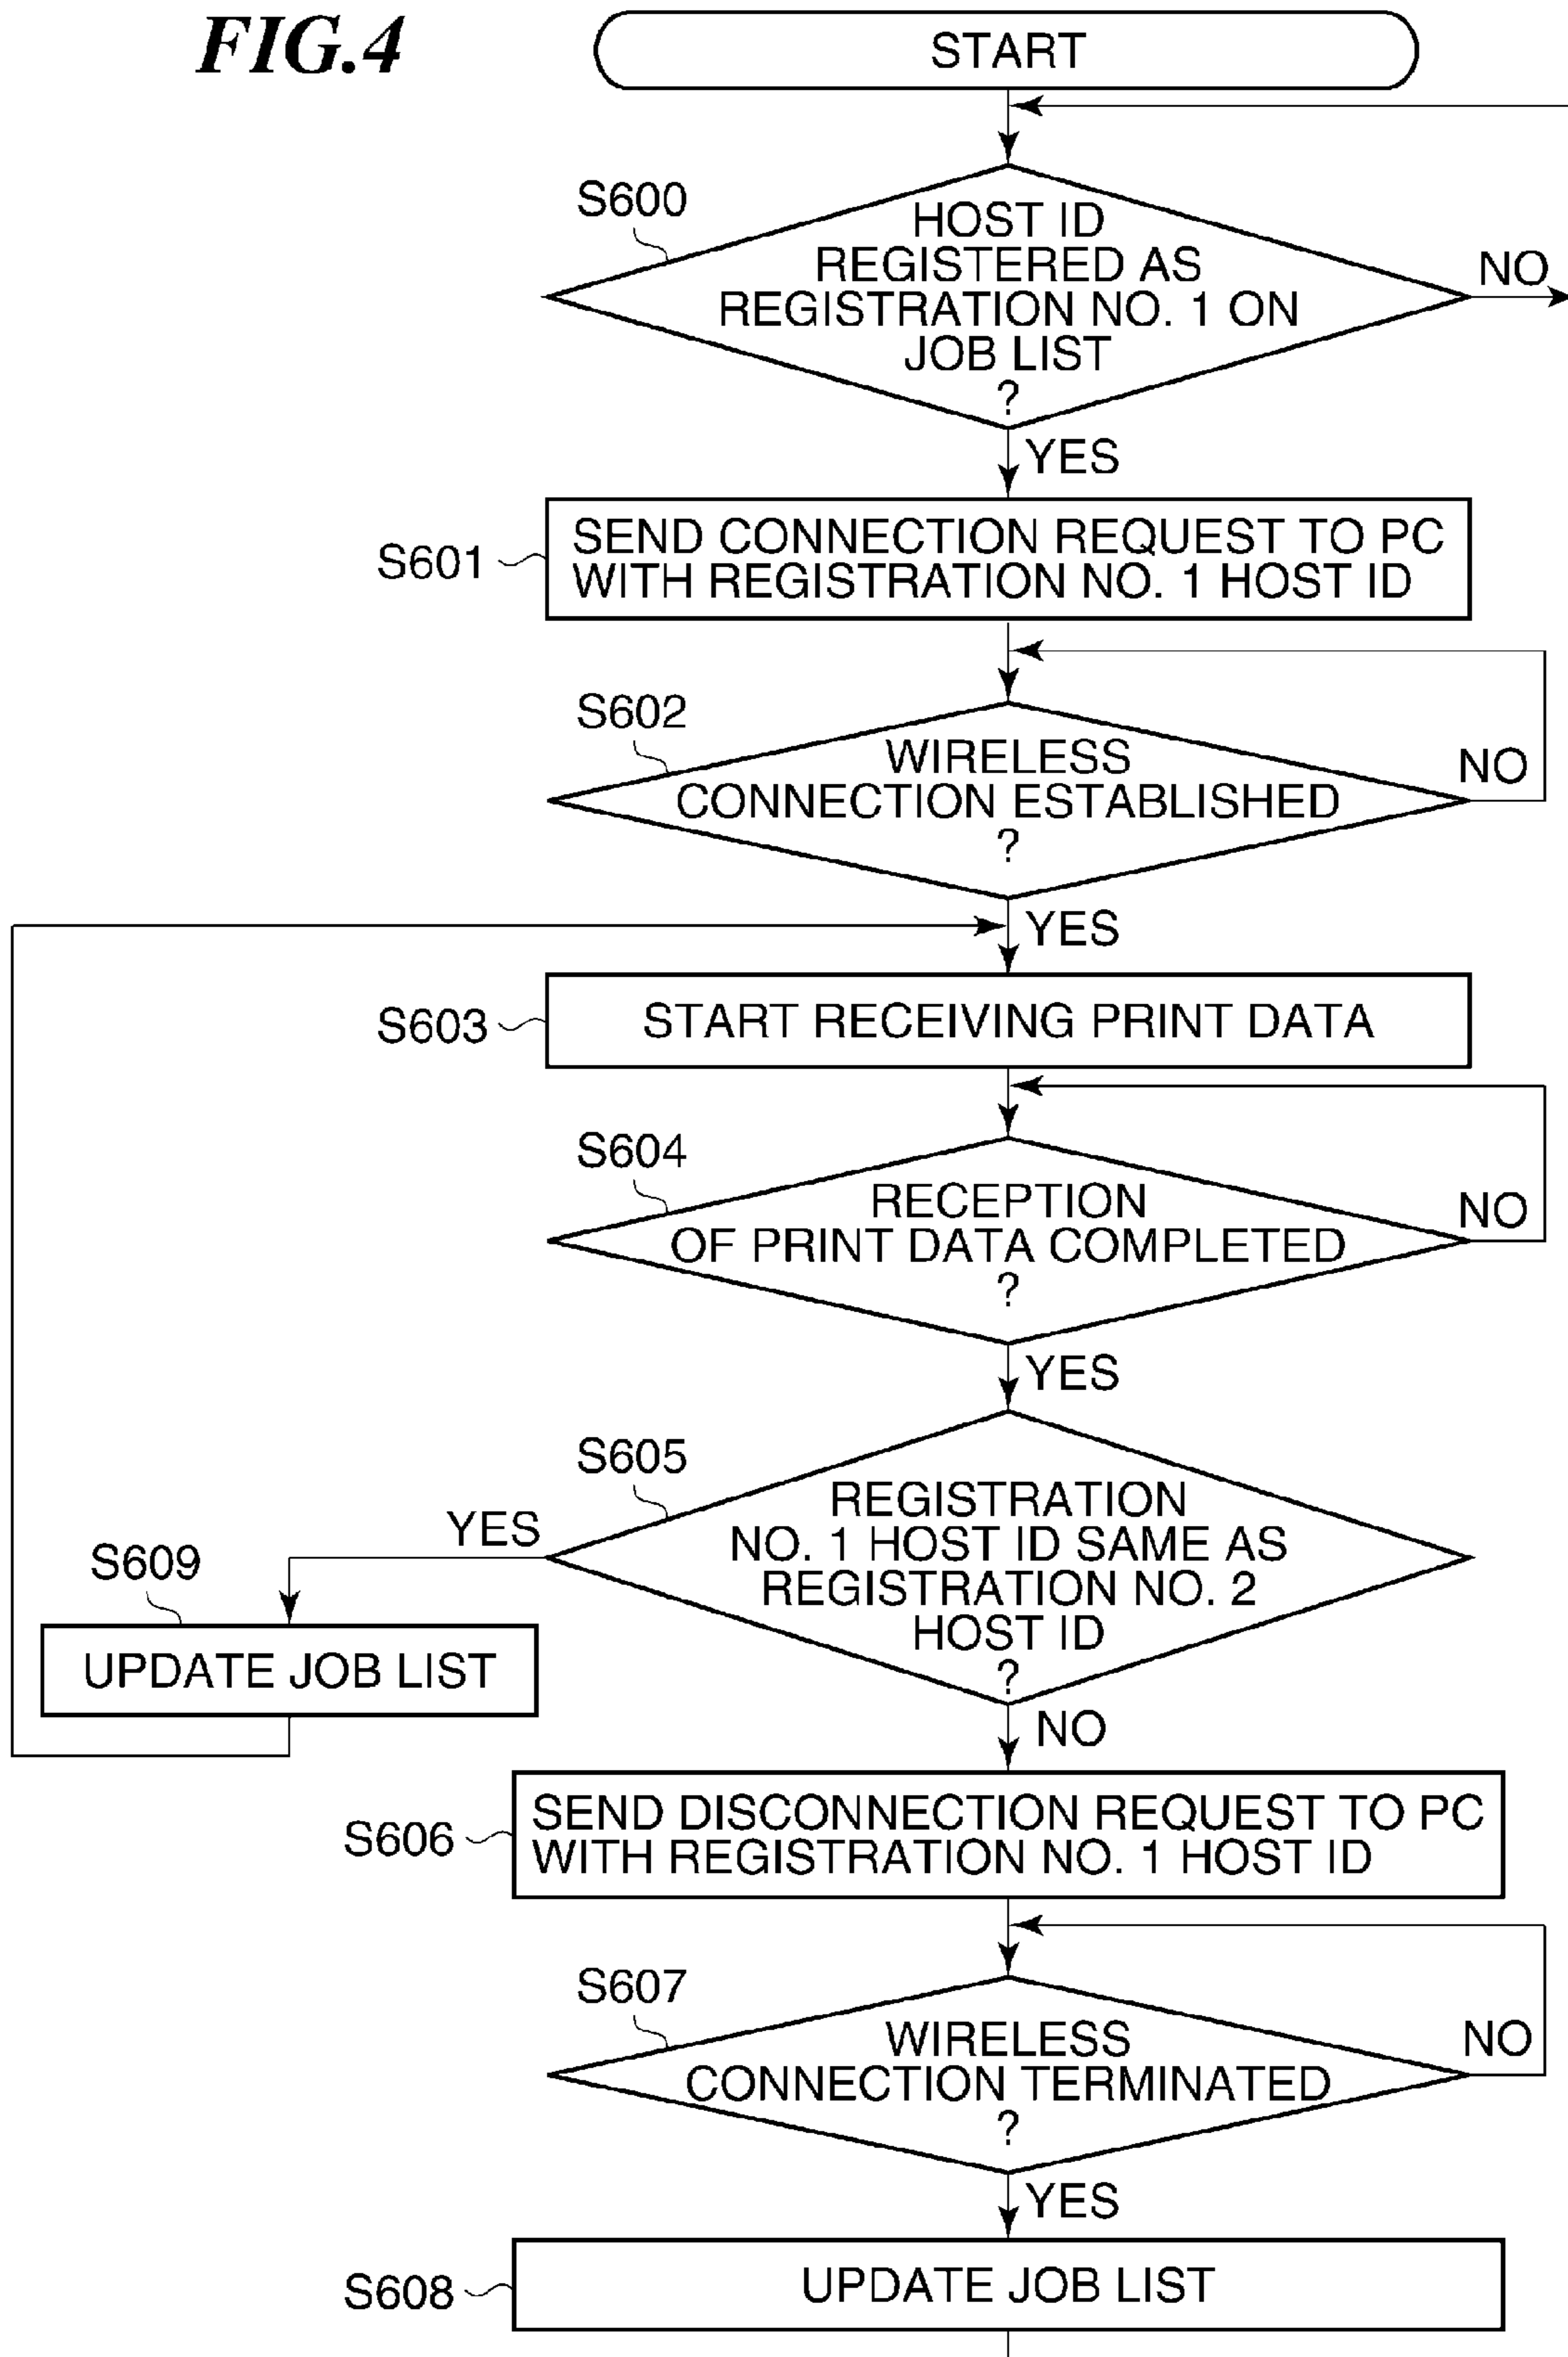 FIG.4
START
S600
HOST ID
REGISTERED AS
REGISTRATION NO. 1 ON
JOB LIST
?
NO
YES
S601
SEND CONNECTION REQUEST TO PC
WITH REGISTRATION NO. 1 HOST ID
S602
WIRELESS
CONNECTION ESTABLISHED
?
NO
YES
S603
START RECEIVING PRINT DATA
S604
RECEPTION
OF PRINT DATA COMPLETED
?
NO
YES
S605
REGISTRATION
NO. 1 HOST ID SAME AS
REGISTRATION NO. 2
HOST ID
?
YES
S609
UPDATE JOB LIST
NO
S606
SEND DISCONNECTION REQUEST TO PC
WITH REGISTRATION NO. 1 HOST ID
S607
WIRELESS
CONNECTION TERMINATED
?
NO
YES
S608
UPDATE JOB LIST